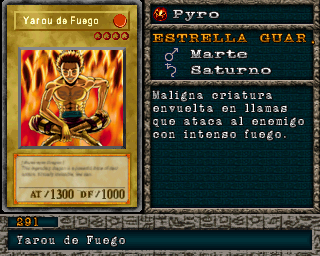 Yarou de Fuego
AT/1300 DF/1000
Pyro
ESTRELLA GUAR.
Marte
Saturno
Maligna criatura
envuelta en llamas
que ataca al enemigo
con intenso fuego.
291
Yarou de Fuego